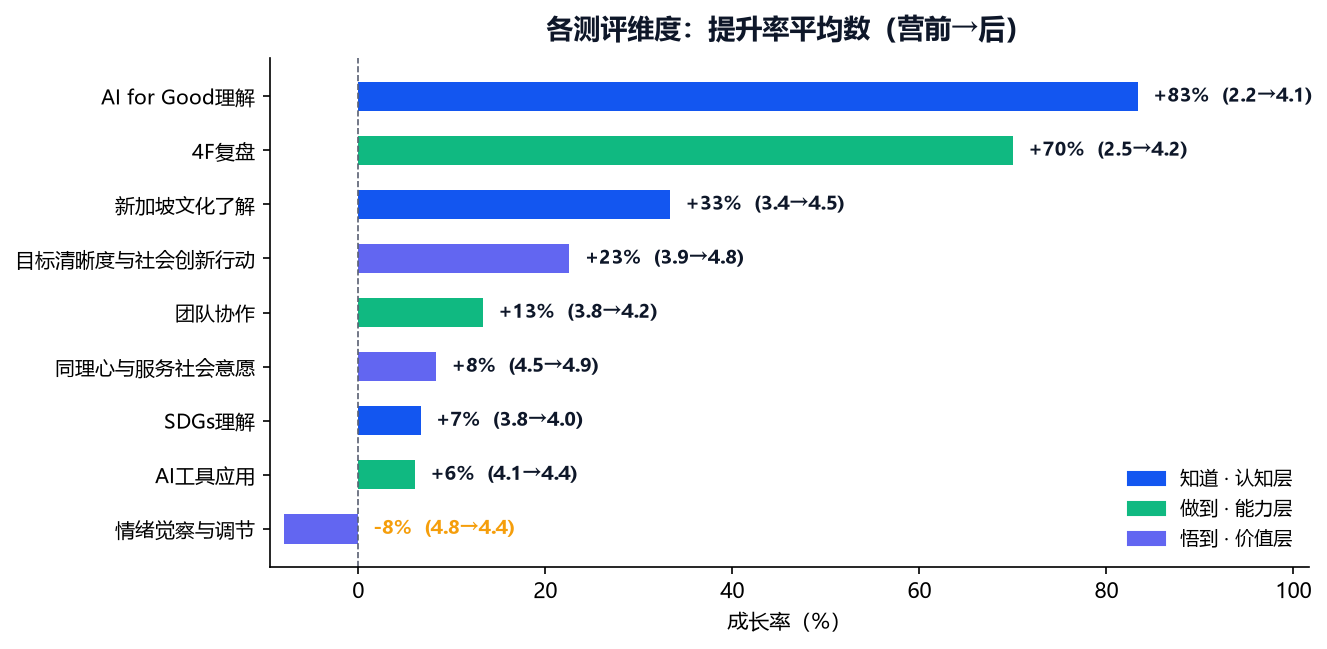 各测评维度：提升率平均数（营前→后）
AI for Good理解
+83% (2.2→4.1)
4F复盘
+70% (2.5→4.2)
新加坡文化了解
+33% (3.4→4.5)
目标清晰度与社会创新行动
+23% (3.9→4.8)
团队协作
+13% (3.8→4.2)
同理心与服务社会意愿
+8% (4.5→4.9)
SDGs理解
+7% (3.8→4.0)
AI工具应用
+6% (4.1→4.4)
情绪觉察与调节
-8% (4.8→4.4)
知道 · 认知层
做到 · 能力层
悟到 · 价值层
0 20 40 60 80 100
成长率（%）